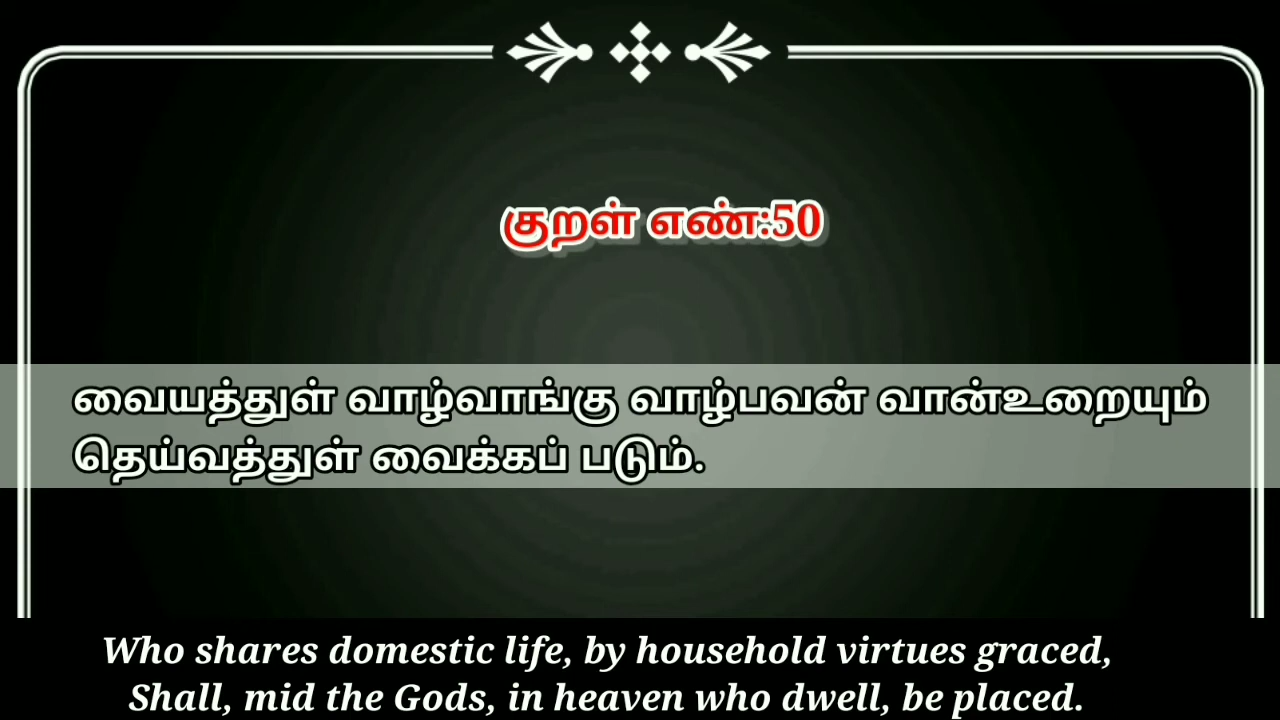 குறள் எண்:50
வையத்துள் வாழ்வாங்கு வாழ்பவன் வான்உறையும்
தெய்வத்துள் வைக்கப் படும்.
Who shares domestic life, by household virtues graced,
Shall, mid the Gods, in heaven who dwell, be placed.